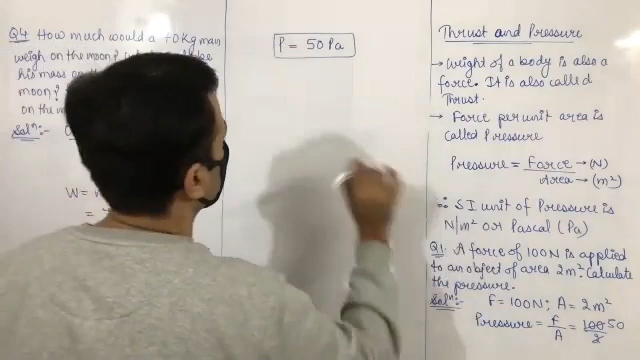 Q4 How much would a 70kg man
weigh on the moon?
his mass on
moon?
on the m
Solⁿ:-
W =
=
P = 50 Pa
Thrust and Pressure
→ Weight of a body is also a
force. It is also called
Thrust.
→ Force per unit area is
called Pressure
Pressure = Force → (N)
Area → (m²)
∴ SI unit of Pressure is
N/m² or Pascal (Pa)
Q1. A force of 100N is applied
to an object of area 2m². Calculate
the pressure.
Solⁿ:- F = 100N; A = 2m²
Pressure = F/A = 100/2 50